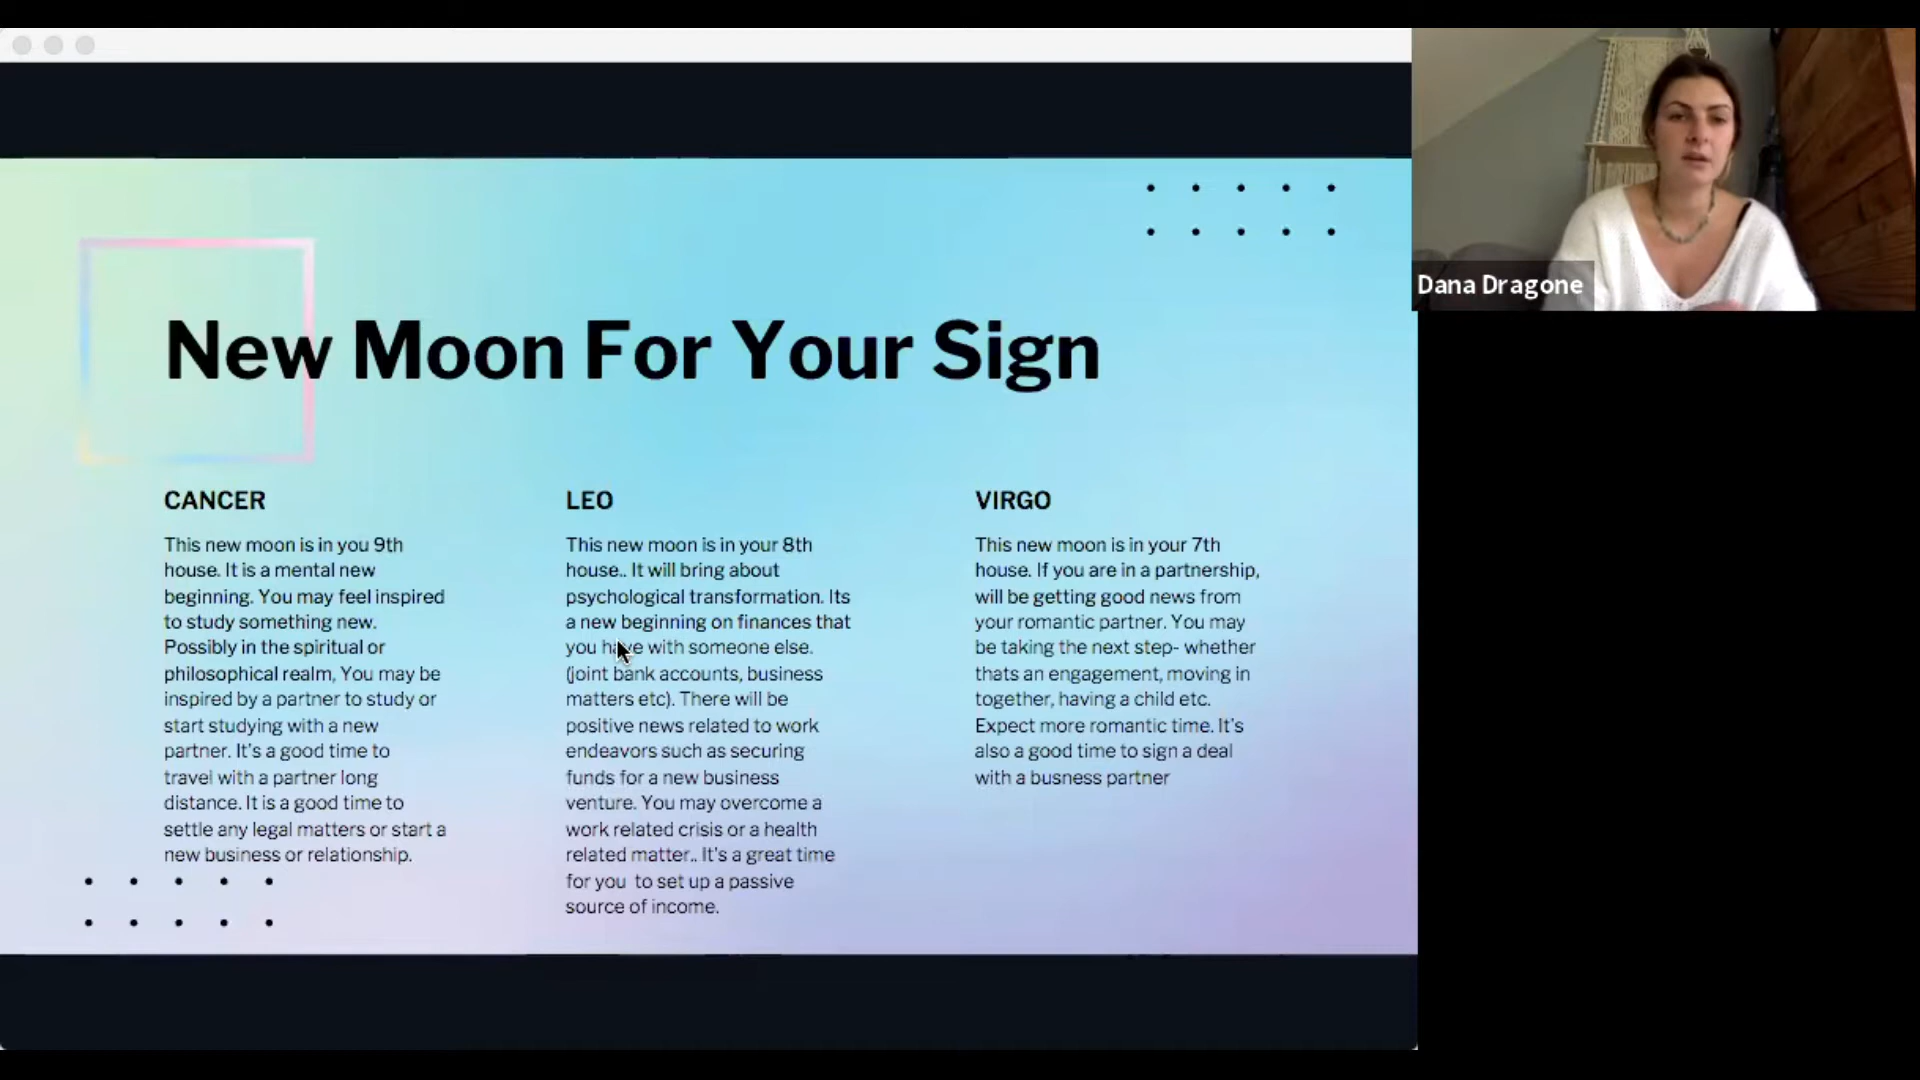 Dana Dragone
New Moon For Your Sign
CANCER
This new moon is in you 9th
house. It is a mental new
beginning. You may feel inspired
to study something new.
Possibly in the spiritual or
philosophical realm, You may be
inspired by a partner to study or
start studying with a new
partner. It's a good time to
travel with a partner long
distance. It is a good time to
settle any legal matters or start a
new business or relationship.
LEO
This new moon is in your 8th
house.. It will bring about
psychological transformation. Its
a new beginning on finances that
you have with someone else.
(joint bank accounts, business
matters etc). There will be
positive news related to work
endeavors such as securing
funds for a new business
venture. You may overcome a
work related crisis or a health
related matter.. It's a great time
for you to set up a passive
source of income.
VIRGO
This new moon is in your 7th
house. If you are in a partnership,
will be getting good news from
your romantic partner. You may
be taking the next step- whether
thats an engagement, moving in
together, having a child etc.
Expect more romantic time. It's
also a good time to sign a deal
with a busness partner